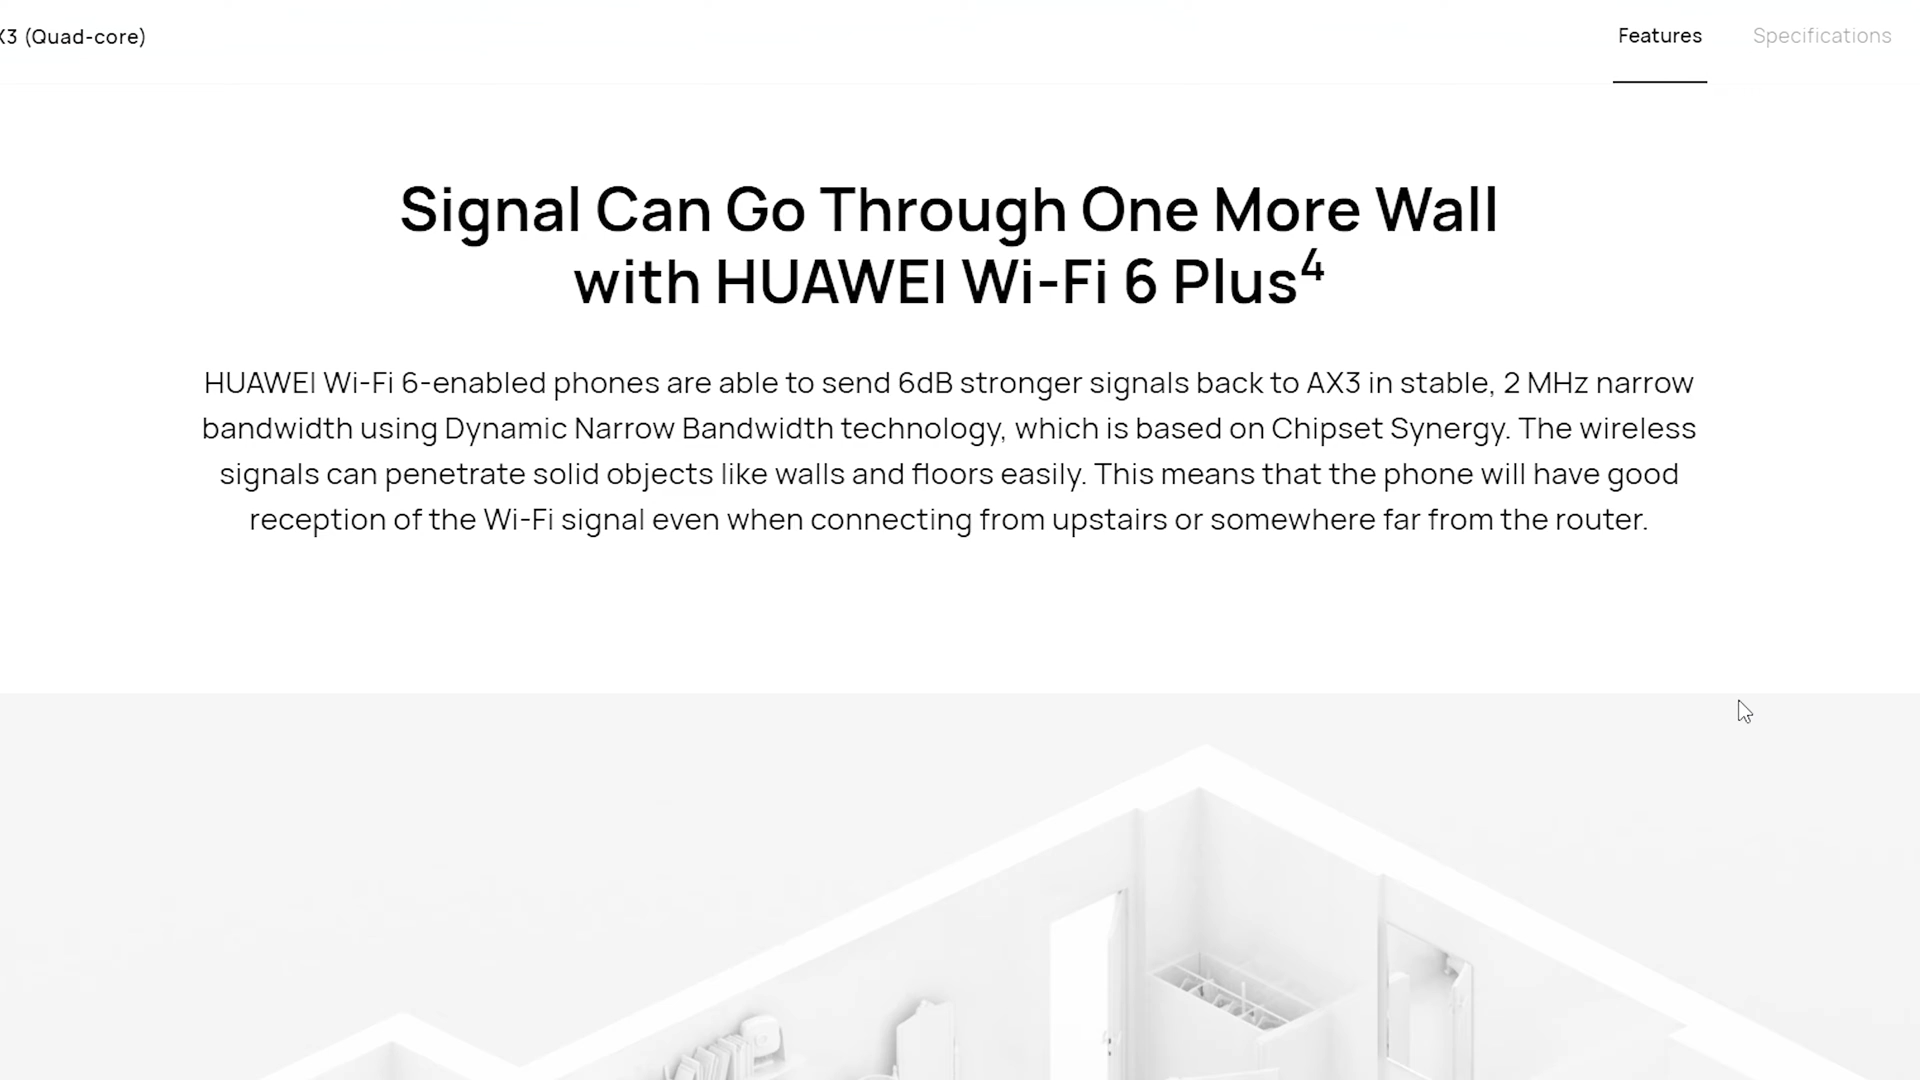 X3 (Quad-core)
Features
Specifications
Signal Can Go Through One More Wall
with HUAWEI Wi-Fi 6 Plus⁴
HUAWEI Wi-Fi 6-enabled phones are able to send 6dB stronger signals back to AX3 in stable, 2 MHz narrow
bandwidth using Dynamic Narrow Bandwidth technology, which is based on Chipset Synergy. The wireless
signals can penetrate solid objects like walls and floors easily. This means that the phone will have good
reception of the Wi-Fi signal even when connecting from upstairs or somewhere far from the router.